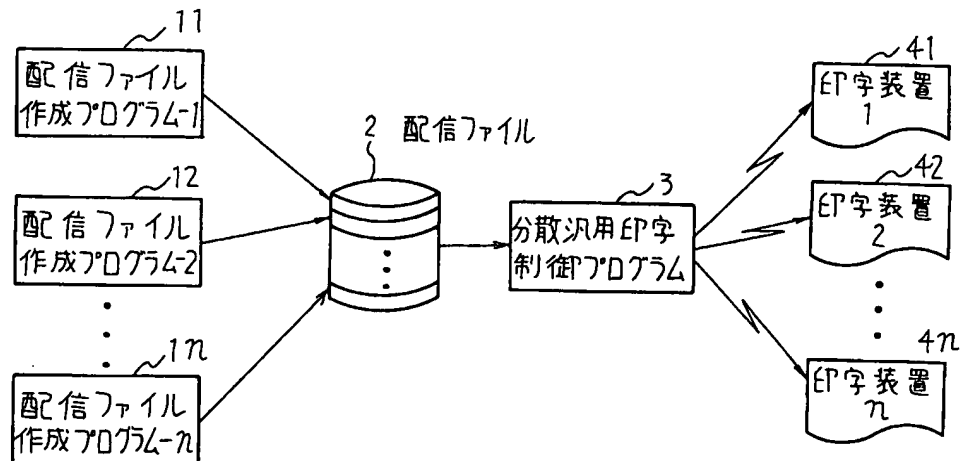 11
配信ファイル
作成プログラム-1
12
配信ファイル
作成プログラム-2
1n
配信ファイル
作成プログラム-n
2 配信ファイル
3
分散汎用印字
制御プログラム
41
印字装置
1
42
印字装置
2
4n
印字装置
n